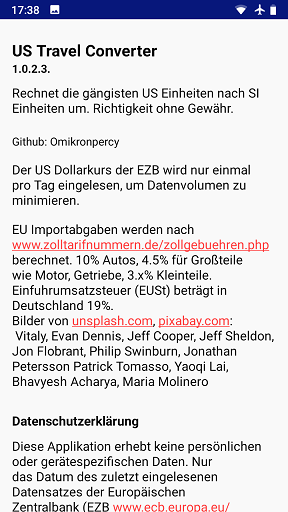 17:38
US Travel Converter
1.0.2.3.
Rechnet die gängisten US Einheiten nach SI
Einheiten um. Richtigkeit ohne Gewähr.
Github: Omikronpercy
Der US Dollarkurs der EZB wird nur einmal
pro Tag eingelesen, um Datenvolumen zu
minimieren.
EU Importabgaben werden nach
www.zolltarifnummern.de/zollgebuehren.php
berechnet. 10% Autos, 4.5% für Großteile
wie Motor, Getriebe, 3.x% Kleinteile.
Einfuhrumsatzsteuer (EUSt) beträgt in
Deutschland 19%.
Bilder von unsplash.com, pixabay.com:
Vitaly, Evan Dennis, Jeff Cooper, Jeff Sheldon,
Jon Flobrant, Philip Swinburn, Jonathan
Petersson Patrick Tomasso, Yaoqi Lai,
Bhavyesh Acharya, Maria Molinero
Datenschutzerklärung
Diese Applikation erhebt keine persönlichen
oder gerätespezifischen Daten. Nur
das Datum des zuletzt eingelesenen
Datensatzes der Europäischen
Zentralbank (EZB www.ecb.europa.eu/